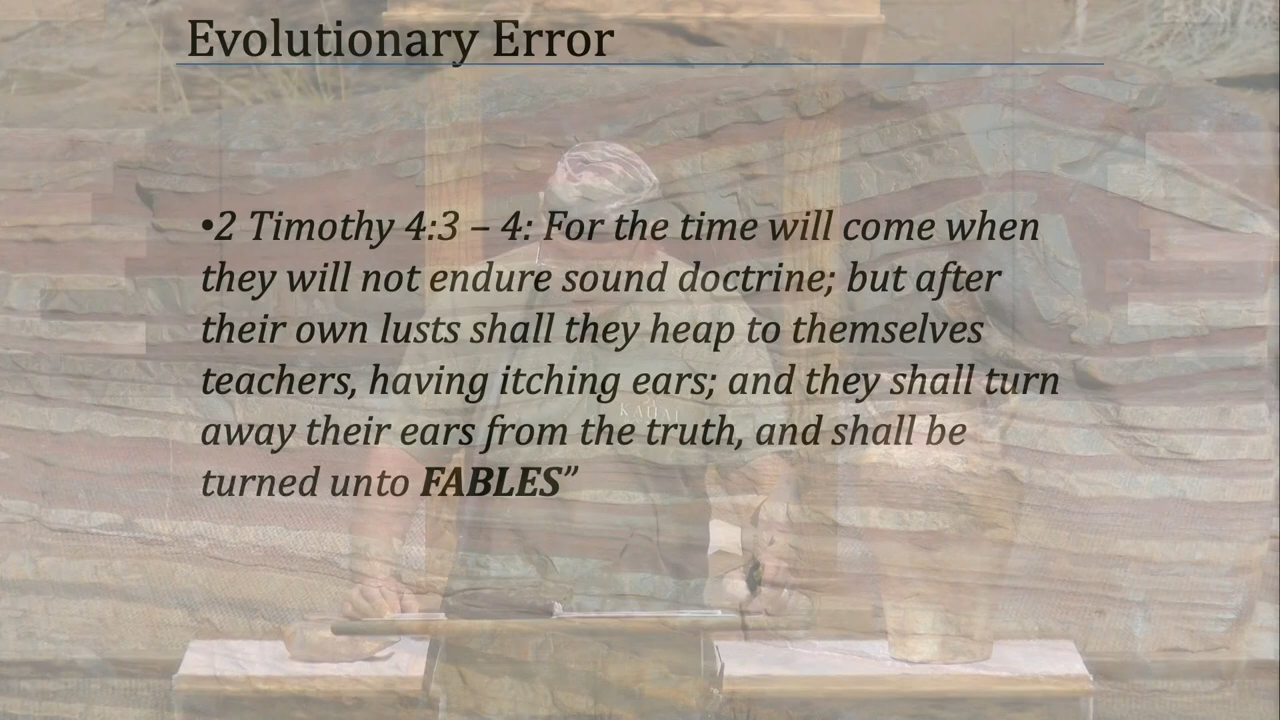 Evolutionary Error
•2 Timothy 4:3 – 4: For the time will come when
they will not endure sound doctrine; but after
their own lusts shall they heap to themselves
teachers, having itching ears; and they shall turn
away their ears from the truth, and shall be
turned unto FABLES”
KAUAI